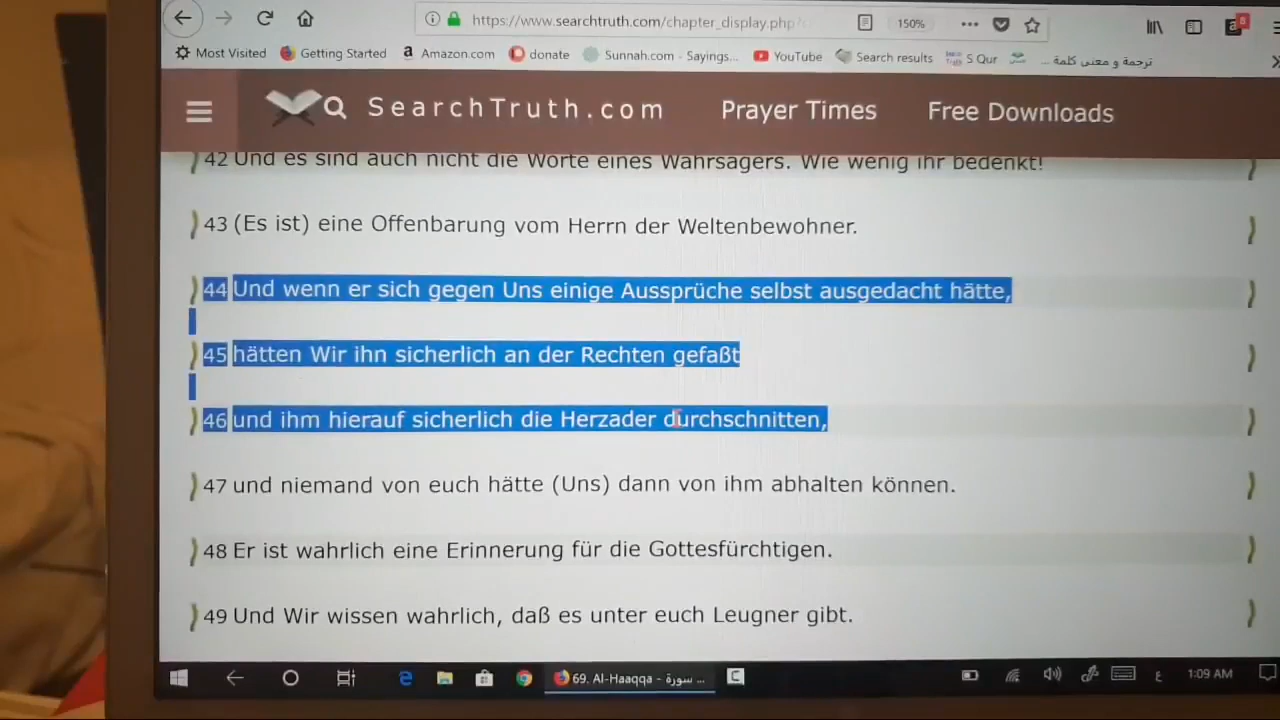 https://www.searchtruth.com/chapter_display.php?
150%
Most Visited Getting Started Amazon.com donate Sunnah.com - Sayings... YouTube Search results S Qur ترجمة و معنى كلمة ...
SearchTruth.com Prayer Times Free Downloads
42 Und es sind auch nicht die Worte eines Wahrsagers. Wie wenig ihr bedenkt!
43 (Es ist) eine Offenbarung vom Herrn der Weltenbewohner.
44 Und wenn er sich gegen Uns einige Aussprüche selbst ausgedacht hätte,
45 hätten Wir ihn sicherlich an der Rechten gefaßt
46 und ihm hierauf sicherlich die Herzader durchschnitten,
47 und niemand von euch hätte (Uns) dann von ihm abhalten können.
48 Er ist wahrlich eine Erinnerung für die Gottesfürchtigen.
49 Und Wir wissen wahrlich, daß es unter euch Leugner gibt.
69. Al-Haaqqa - سورة ...
ع 1:09 AM